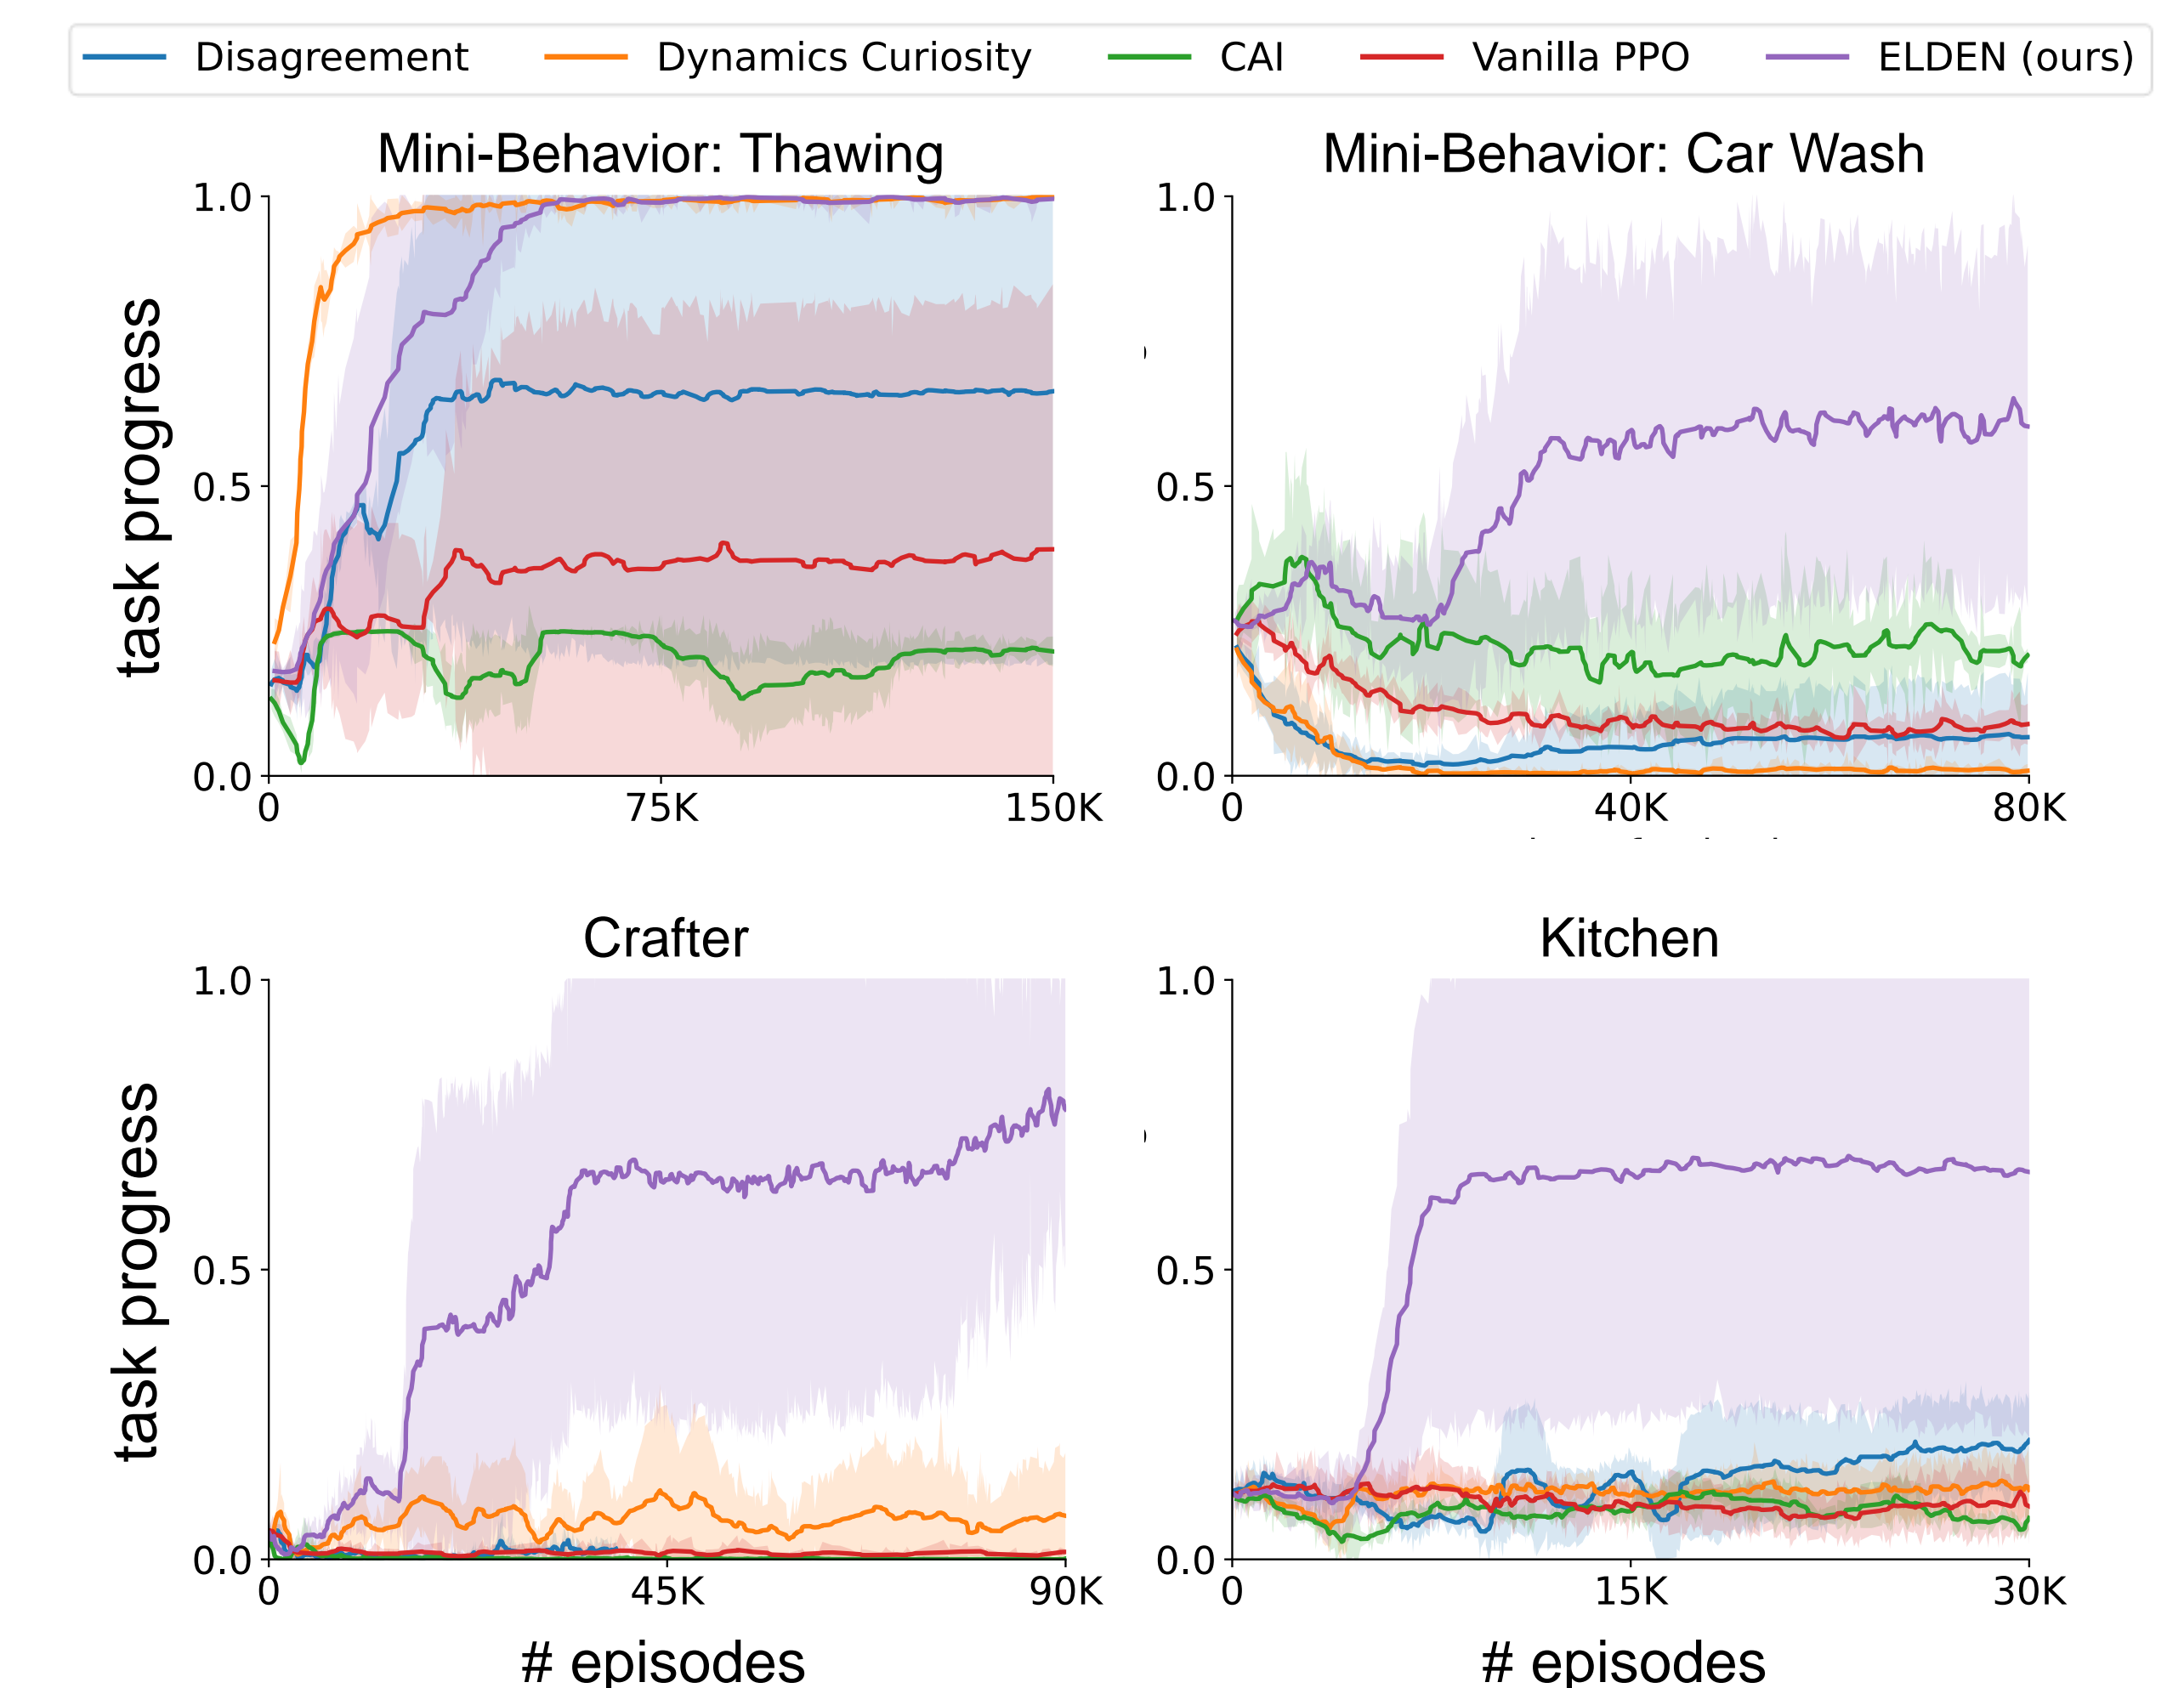 Disagreement Dynamics Curiosity CAI Vanilla PPO ELDEN (ours)
Mini-Behavior: Thawing
1.0
0.5
0.0
task progress
0 75K 150K
Mini-Behavior: Car Wash
1.0
0.5
0.0
0 40K 80K
Crafter
1.0
0.5
0.0
task progress
0 45K 90K
# episodes
Kitchen
1.0
0.5
0.0
0 15K 30K
# episodes